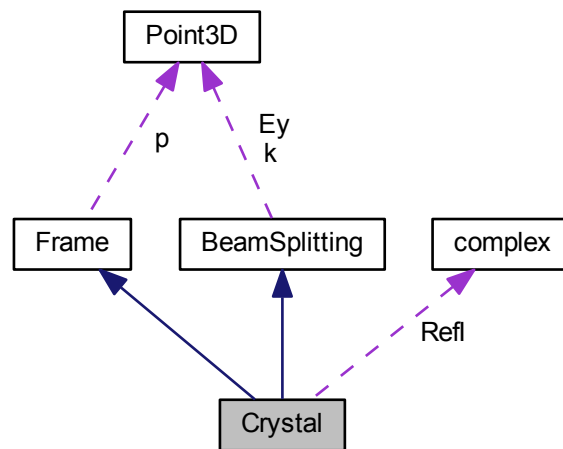 Point3D
p
Ey
k
Frame
BeamSplitting
complex
Refl
Crystal